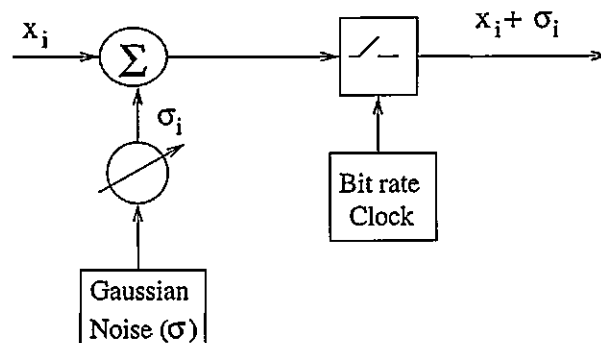 x_i
x_i + σ_i
Σ
σ_i
Bit rate
Clock
Gaussian
Noise (σ)